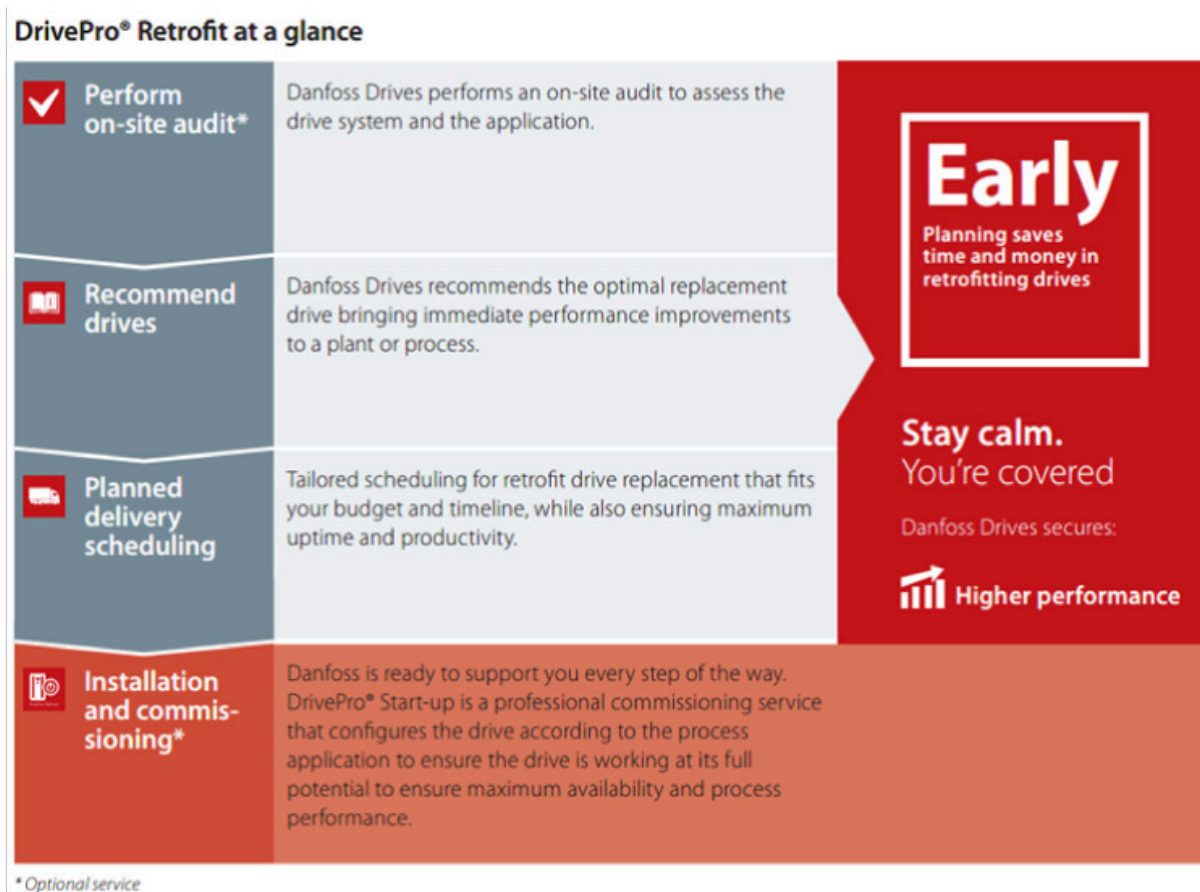 DrivePro® Retrofit at a glance
Perform
on-site audit*
Danfoss Drives performs an on-site audit to assess the
drive system and the application.
Recommend
drives
Danfoss Drives recommends the optimal replacement
drive bringing immediate performance improvements
to a plant or process.
Planned
delivery
scheduling
Tailored scheduling for retrofit drive replacement that fits
your budget and timeline, while also ensuring maximum
uptime and productivity.
Installation
and commis-
sioning*
Danfoss is ready to support you every step of the way.
DrivePro® Start-up is a professional commissioning service
that configures the drive according to the process
application to ensure the drive is working at its full
potential to ensure maximum availability and process
performance.
Early
Planning saves
time and money in
retrofitting drives
Stay calm.
You're covered
Danfoss Drives secures:
Higher performance
* Optional service